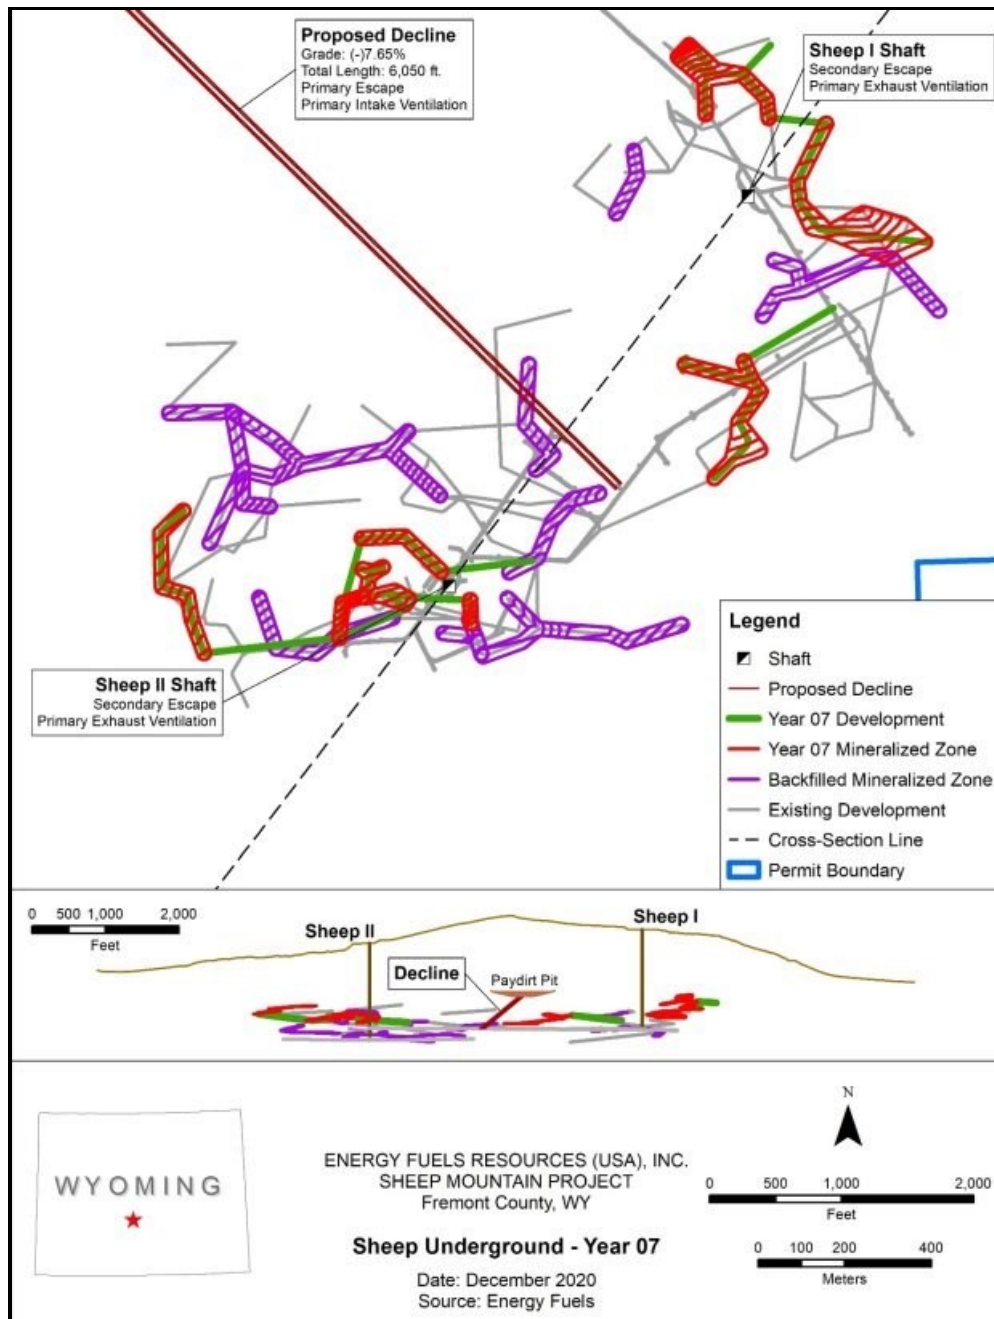 Proposed Decline
Grade: (-)7.65%
Total Length: 6,050 ft.
Primary Escape
Primary Intake Ventilation
Sheep I Shaft
Secondary Escape
Primary Exhaust Ventilation
Sheep II Shaft
Secondary Escape
Primary Exhaust Ventilation
Legend
Shaft
Proposed Decline
Year 07 Development
Year 07 Mineralized Zone
Backfilled Mineralized Zone
Existing Development
Cross-Section Line
Permit Boundary
0 500 1,000 2,000
Feet
Sheep II
Sheep I
Decline
Paydirt Pit
WYOMING
ENERGY FUELS RESOURCES (USA), INC.
SHEEP MOUNTAIN PROJECT
Fremont County, WY
Sheep Underground - Year 07
Date: December 2020
Source: Energy Fuels
N
0 500 1,000 2,000
Feet
0 100 200 400
Meters